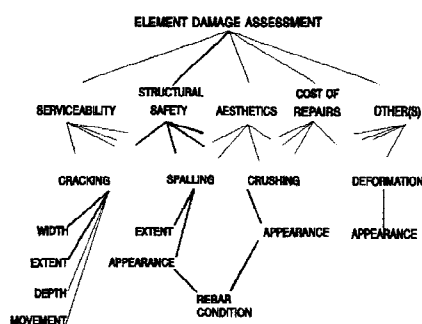 ELEMENT DAMAGE ASSESSMENT
STRUCTURAL
COST OF
SERVICEABILITY SAFETY AESTHETICS REPAIRS OTHER(S)
CRACKING SPALLING CRUSHING DEFORMATION
WIDTH EXTENT APPEARANCE APPEARANCE
EXTENT APPEARANCE
DEPTH
REBAR
CONDITION
MOVEMENT